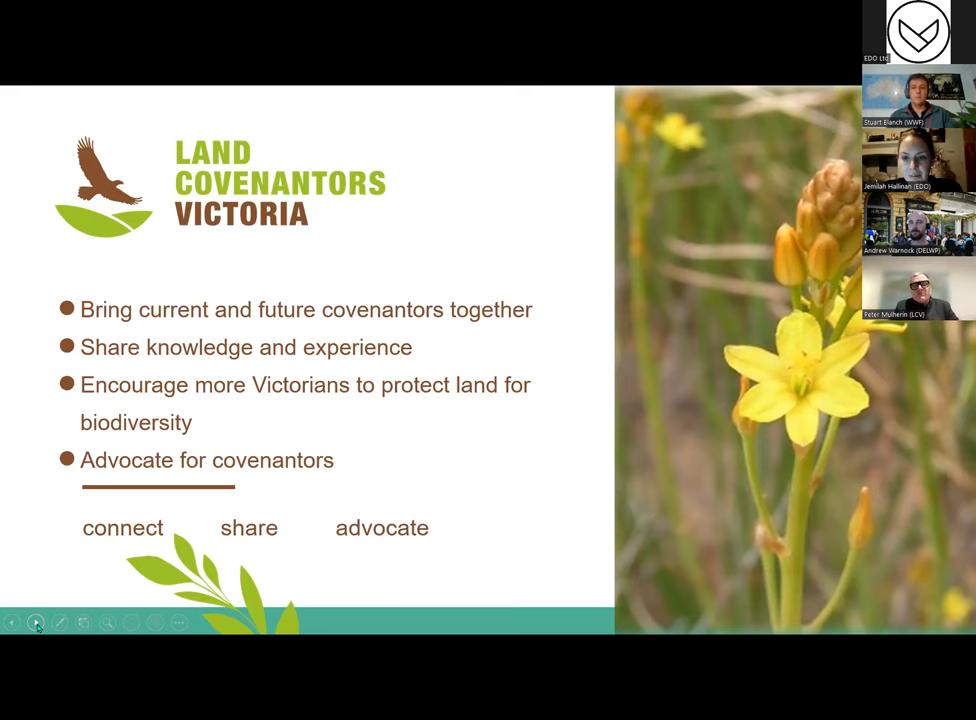 LAND
COVENANTORS
VICTORIA
Bring current and future covenantors together
Share knowledge and experience
Encourage more Victorians to protect land for
biodiversity
Advocate for covenantors
connect share advocate
EDO Ltd
Stuart Blanch (WWF)
Jemilah Hallinan (EDO)
Andrew Warnock (DELWP)
Peter Mulherin (LCV)